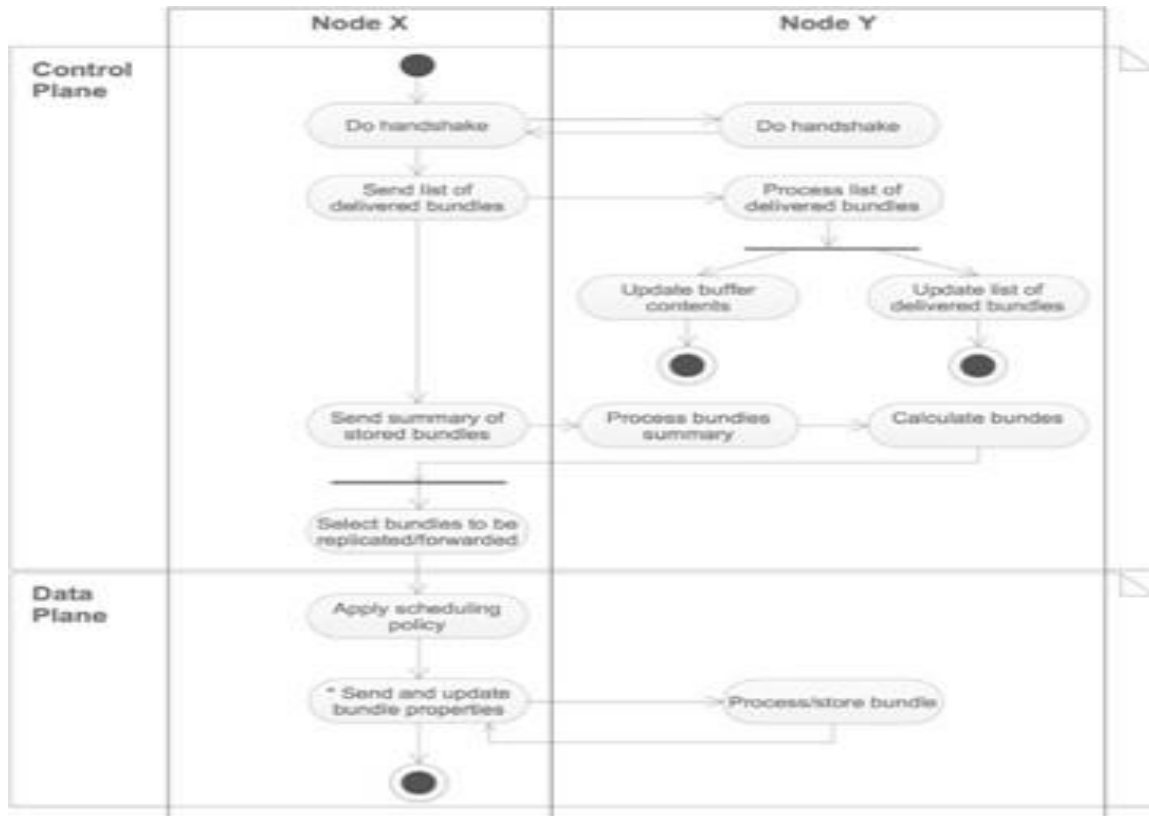 Node X
Node Y
Control
Plane
Do handshake
Do handshake
Send list of
delivered bundles
Process list of
delivered bundles
Update buffer
contents
Update list of
delivered bundles
Send summary of
stored bundles
Process bundles
summary
Calculate bundes
Select bundles to be
replicated/forwarded
Data
Plane
Apply scheduling
policy
* Send and update
bundle properties
Process/store bundle